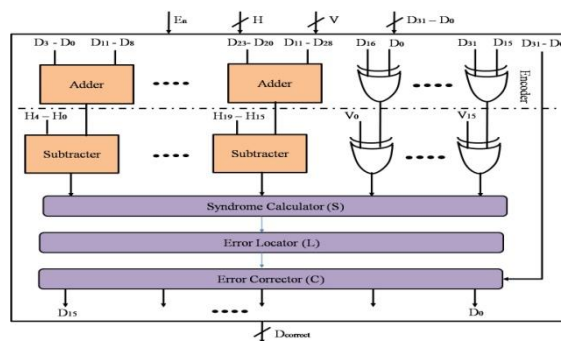 En H V D31 – D0
D3 - D0 D11 – D8 D23- D20 D11 – D28 D16 D0 D31 D15 D31 – D0
Adder Adder
Encoder
H4 – H0 H19 – H15 V0 V15
Subtracter Subtracter
Syndrome Calculator (S)
Error Locator (L)
Error Corrector (C)
D15 D0
Dcorrect